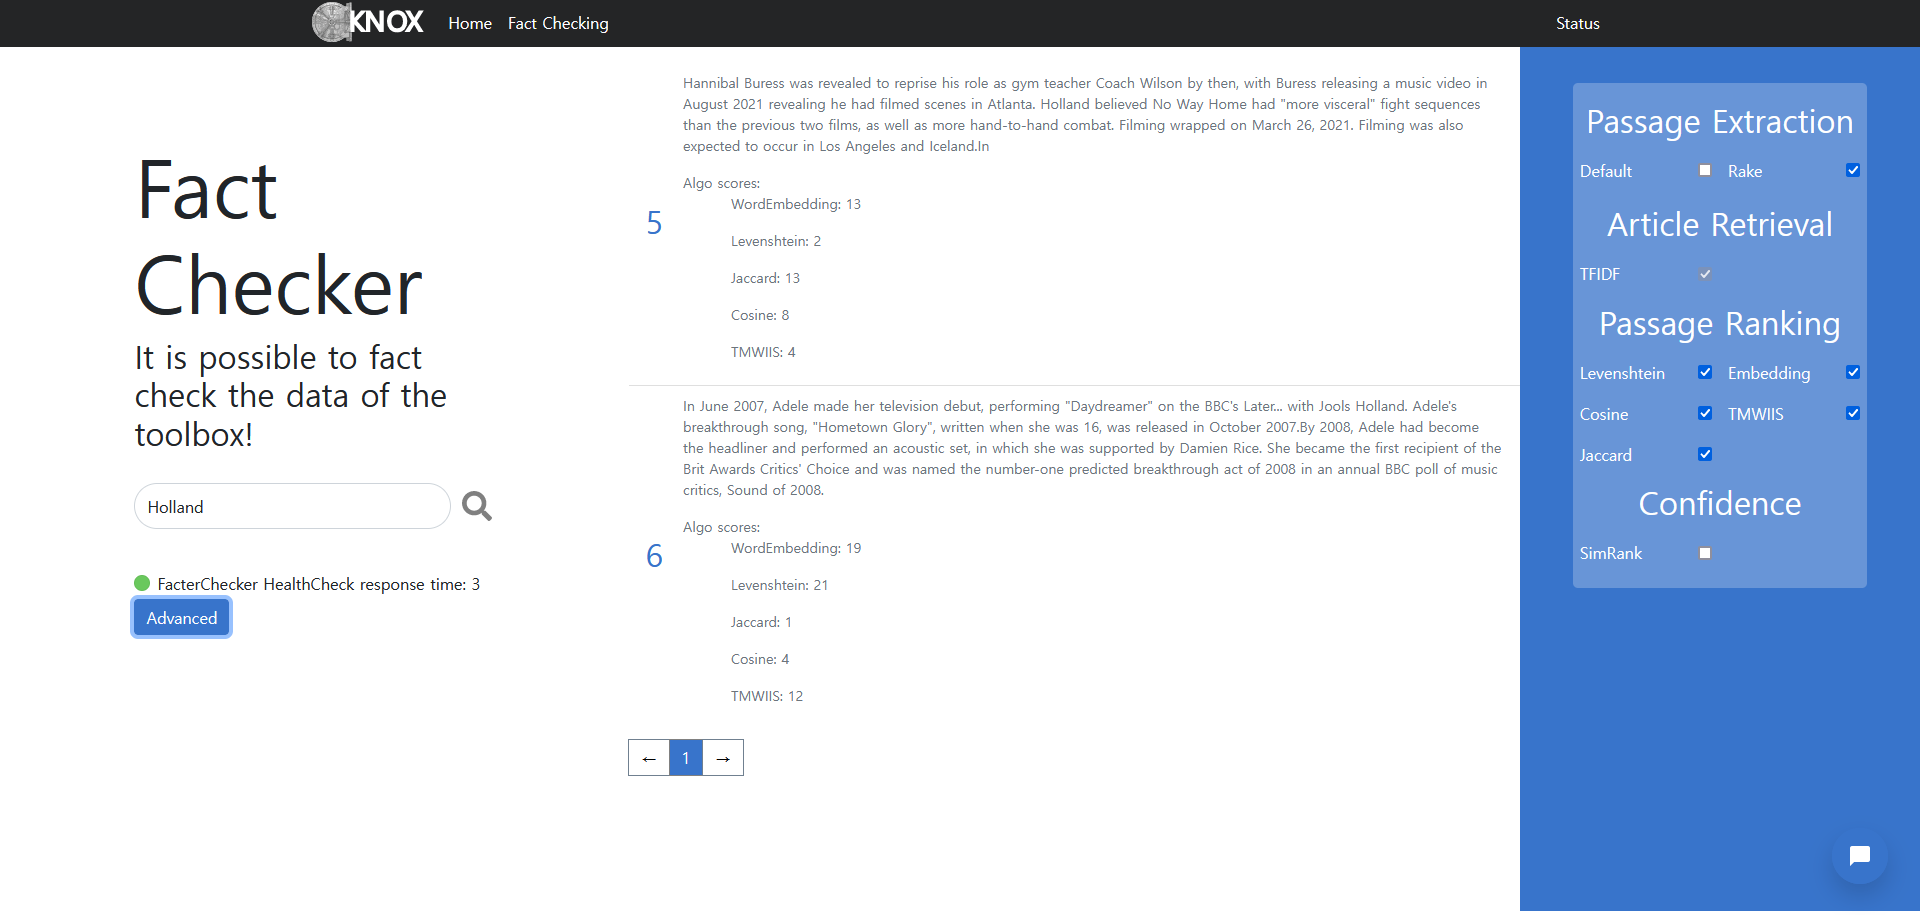 KNOX Home Fact Checking Status
Fact
Checker
It is possible to fact
check the data of the
toolbox!
Holland
FacterChecker HealthCheck response time: 3
Advanced
Hannibal Buress was revealed to reprise his role as gym teacher Coach Wilson by then, with Buress releasing a music video in
August 2021 revealing he had filmed scenes in Atlanta. Holland believed No Way Home had "more visceral" fight sequences
than the previous two films, as well as more hand-to-hand combat. Filming wrapped on March 26, 2021. Filming was also
expected to occur in Los Angeles and Iceland.In
Algo scores:
WordEmbedding: 13
5
Levenshtein: 2
Jaccard: 13
Cosine: 8
TMWIIS: 4
In June 2007, Adele made her television debut, performing "Daydreamer" on the BBC's Later... with Jools Holland. Adele's
breakthrough song, "Hometown Glory", written when she was 16, was released in October 2007.By 2008, Adele had become
the headliner and performed an acoustic set, in which she was supported by Damien Rice. She became the first recipient of the
Brit Awards Critics' Choice and was named the number-one predicted breakthrough act of 2008 in an annual BBC poll of music
critics, Sound of 2008.
Algo scores:
WordEmbedding: 19
6
Levenshtein: 21
Jaccard: 1
Cosine: 4
TMWIIS: 12
← 1 →
Passage Extraction
Default Rake
Article Retrieval
TFIDF
Passage Ranking
Levenshtein Embedding
Cosine TMWIIS
Jaccard
Confidence
SimRank